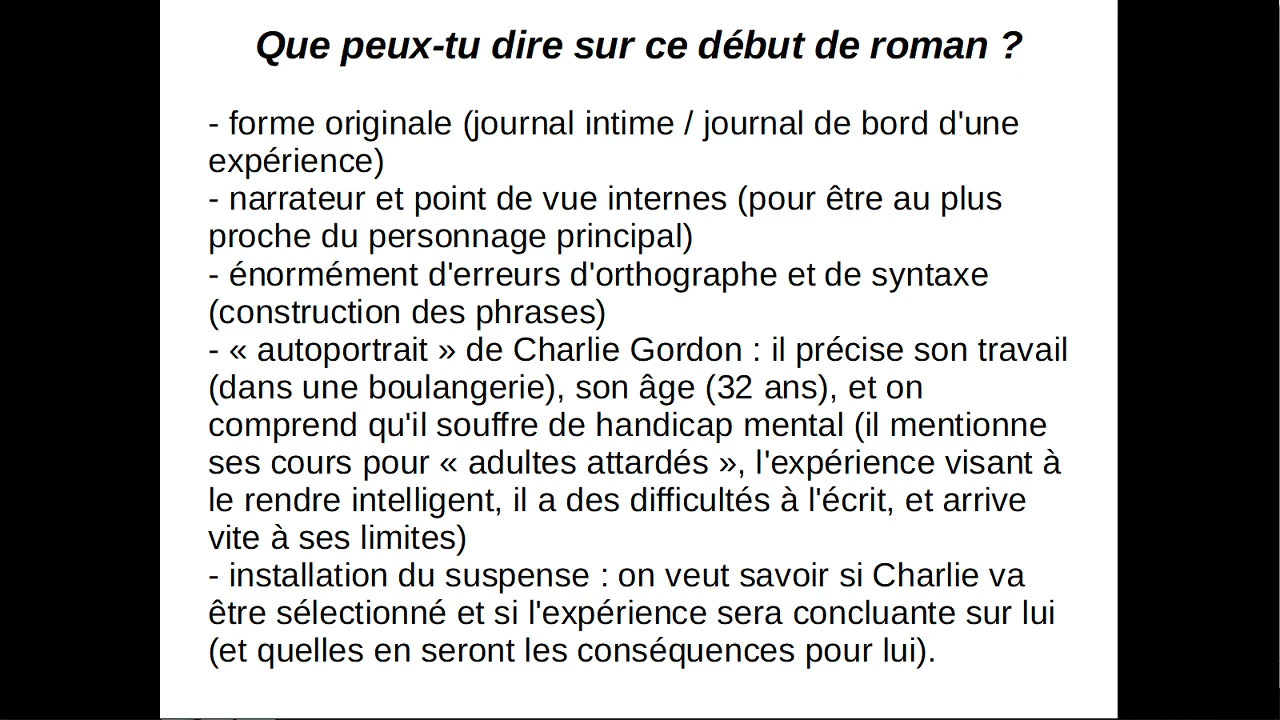 Que peux-tu dire sur ce début de roman ?
- forme originale (journal intime / journal de bord d'une
expérience)
- narrateur et point de vue internes (pour être au plus
proche du personnage principal)
- énormément d'erreurs d'orthographe et de syntaxe
(construction des phrases)
- « autoportrait » de Charlie Gordon : il précise son travail
(dans une boulangerie), son âge (32 ans), et on
comprend qu'il souffre de handicap mental (il mentionne
ses cours pour « adultes attardés », l'expérience visant à
le rendre intelligent, il a des difficultés à l'écrit, et arrive
vite à ses limites)
- installation du suspense : on veut savoir si Charlie va
être sélectionné et si l'expérience sera concluante sur lui
(et quelles en seront les conséquences pour lui).